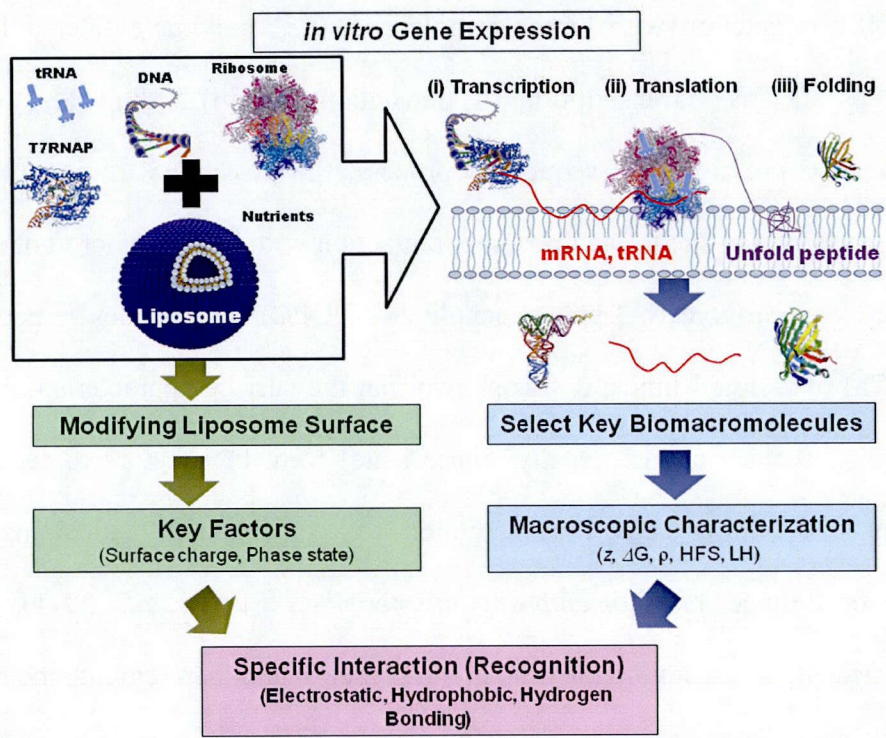 in vitro Gene Expression
tRNA
DNA
Ribosome
T7RNAP
Nutrients
Liposome
(i) Transcription
(ii) Translation
(iii) Folding
mRNA, tRNA
Unfold peptide
Modifying Liposome Surface
Key Factors
(Surface charge, Phase state)
Select Key Biomacromolecules
Macroscopic Characterization
(z, ΔG, ρ, HFS, LH)
Specific Interaction (Recognition)
(Electrostatic, Hydrophobic, Hydrogen
Bonding)